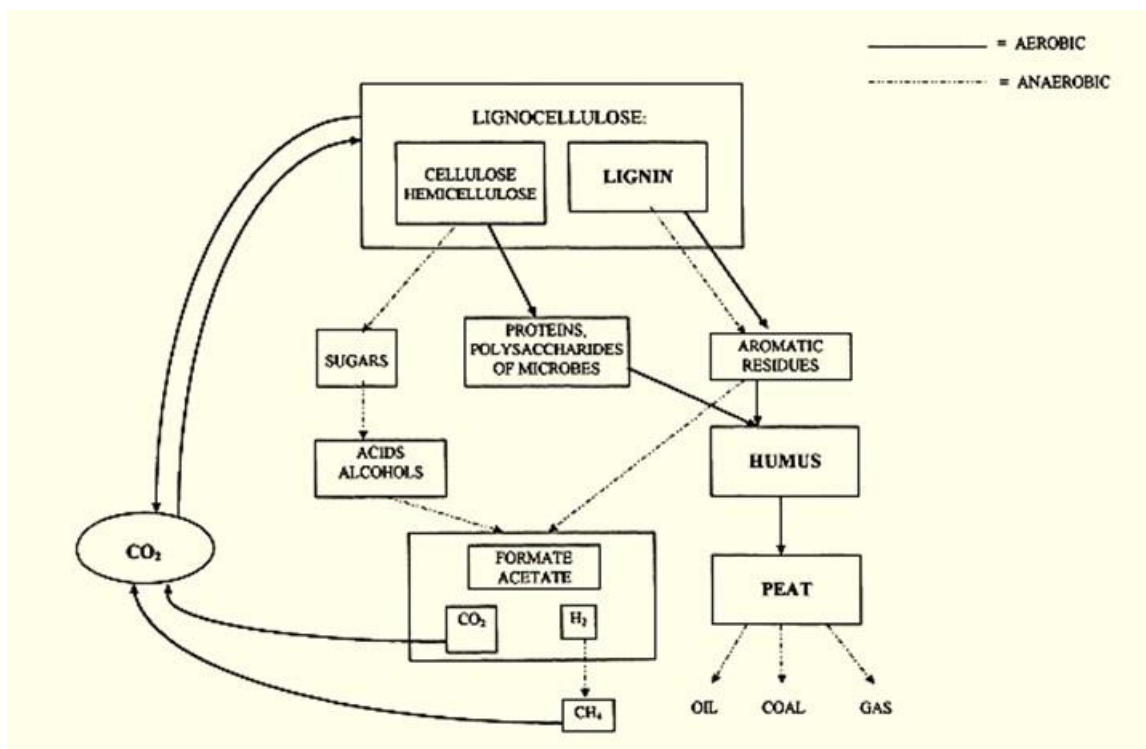 = AEROBIC
= ANAEROBIC
LIGNOCELLULOSE:
CELLULOSE
HEMICELLULOSE
LIGNIN
SUGARS
PROTEINS,
POLYSACCHARIDES
OF MICROBES
AROMATIC
RESIDUES
ACIDS
ALCOHOLS
HUMUS
CO₂
FORMATE
ACETATE
CO₂
H₂
PEAT
CH₄
OIL
COAL
GAS